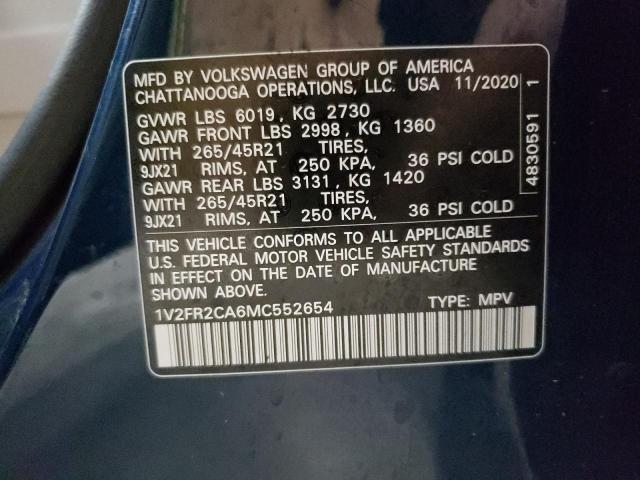 MFD BY VOLKSWAGEN GROUP OF AMERICA
CHATTANOOGA OPERATIONS, LLC. USA 11/2020
GVWR LBS 6019, KG 2730
GAWR FRONT LBS 2998, KG 1360
WITH 265/45R21 TIRES,
9JX21 RIMS, AT 250 KPA, 36 PSI COLD
GAWR REAR LBS 3131, KG 1420
WITH 265/45R21 TIRES,
9JX21 RIMS, AT 250 KPA, 36 PSI COLD
THIS VEHICLE CONFORMS TO ALL APPLICABLE
U.S. FEDERAL MOTOR VEHICLE SAFETY STANDARDS
IN EFFECT ON THE DATE OF MANUFACTURE
SHOWN ABOVE.
1V2FR2CA6MC552654 TYPE: MPV
4830591 1